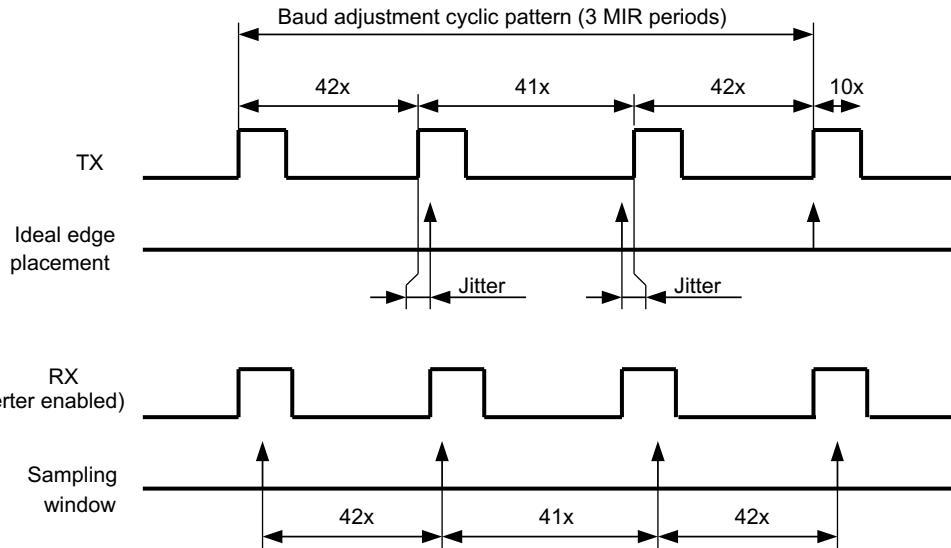 Baud adjustment cyclic pattern (3 MIR periods)
42x 41x 42x 10x
TX
Ideal edge
placement
Jitter Jitter
RX
enabled)
Sampling
window
42x 41x 42x